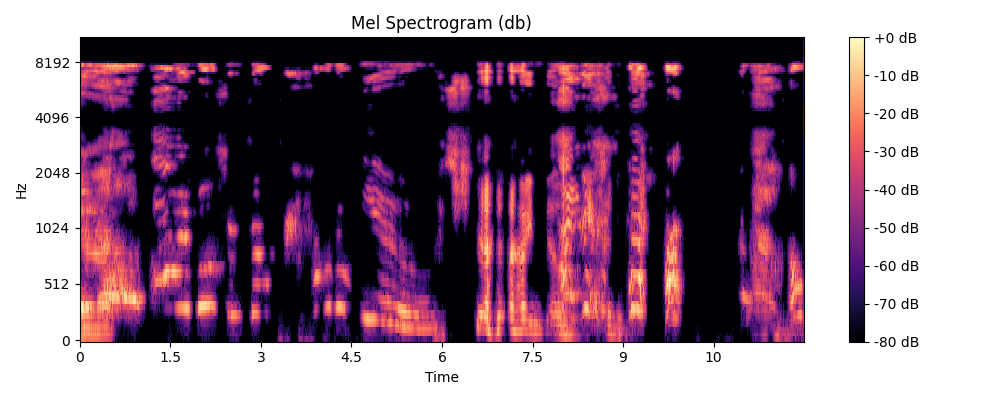 Mel Spectrogram (db)
8192
4096
2048
1024
512
0
Hz
0 1.5 3 4.5 6 7.5 9 10
Time
+0 dB
-10 dB
-20 dB
-30 dB
-40 dB
-50 dB
-60 dB
-70 dB
-80 dB